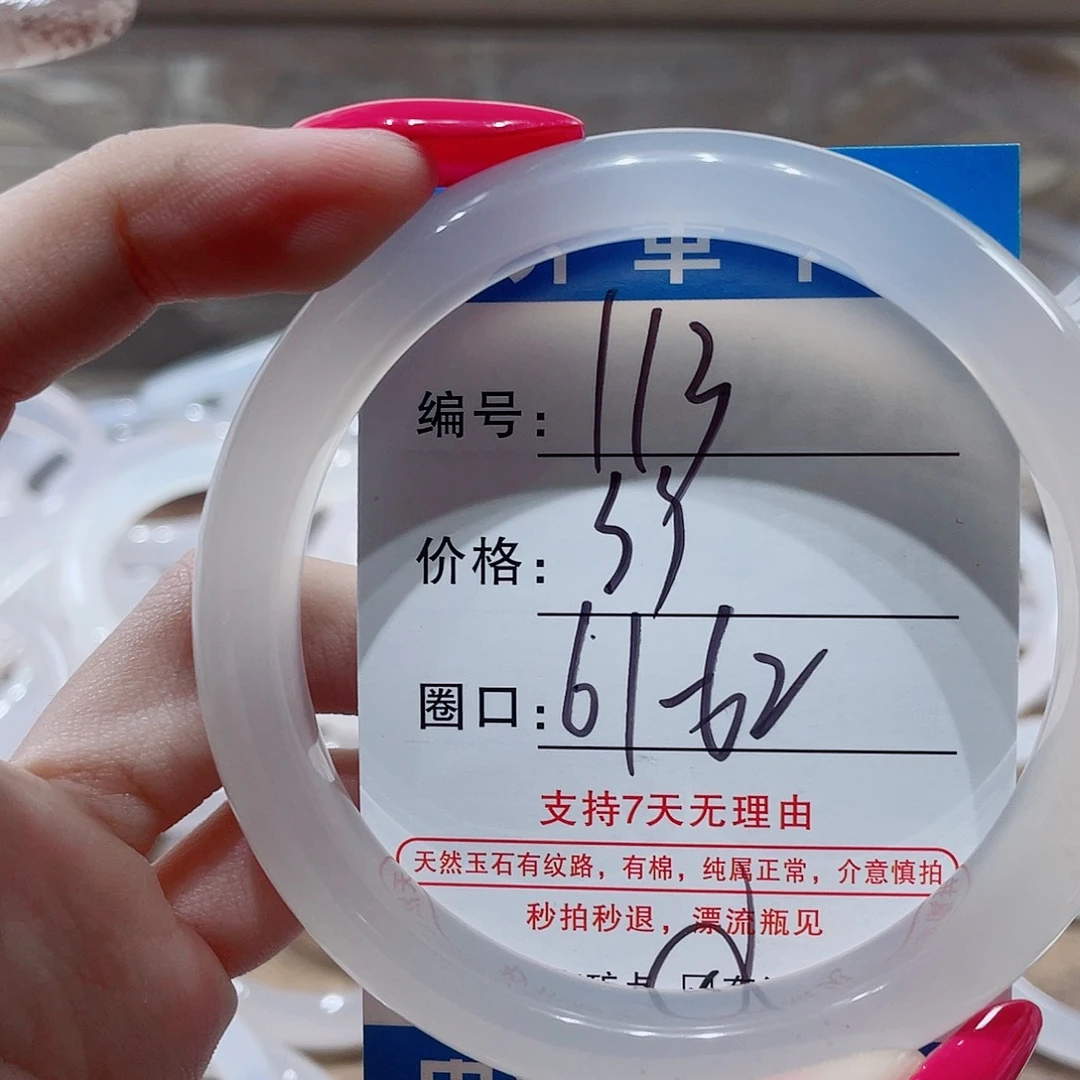 单
编号: 113
价格: 59
圈口: 61-62
支持7天无理由
天然玉石有纹路，有棉，纯属正常，介意慎拍
秒拍秒退，漂流瓶见